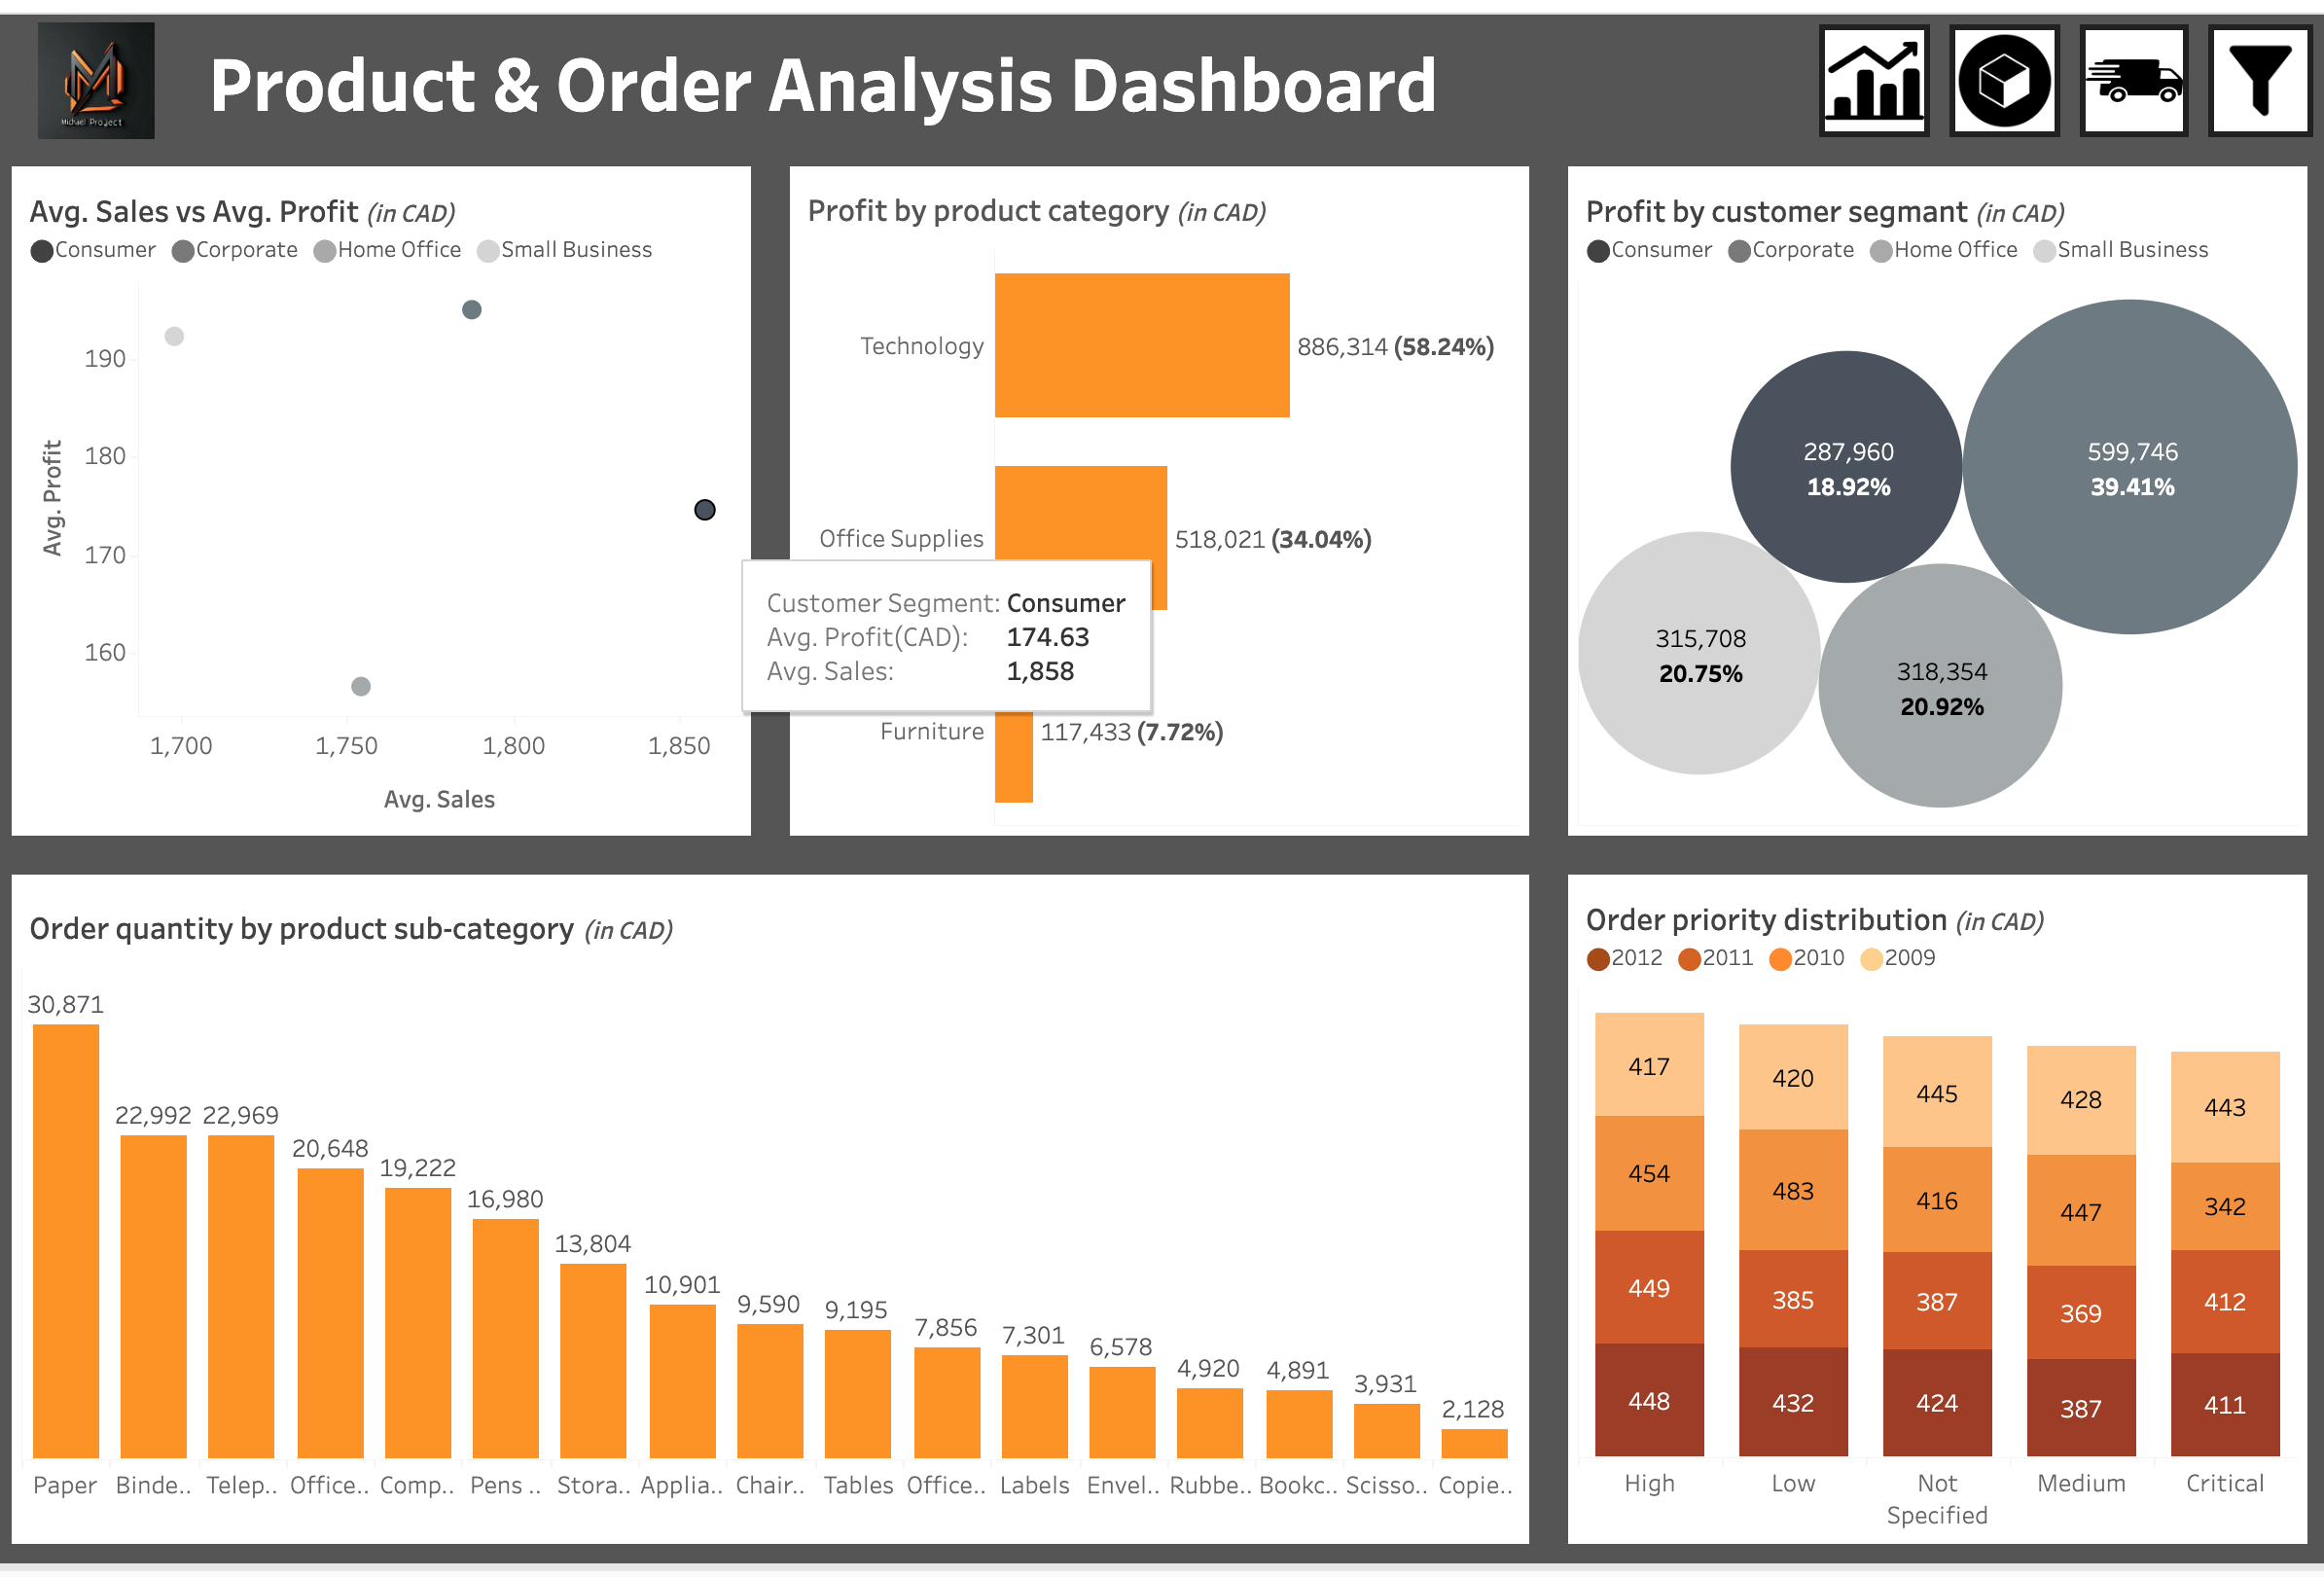 Michael Project
Product & Order Analysis Dashboard
Avg. Sales vs Avg. Profit (in CAD)
Consumer Corporate Home Office Small Business
190
180
170
160
Avg. Profit
1,700 1,750 1,800 1,850
Avg. Sales
Profit by product category (in CAD)
Technology 886,314 (58.24%)
Office Supplies 518,021 (34.04%)
Furniture 117,433 (7.72%)
Customer Segment: Consumer
Avg. Profit(CAD): 174.63
Avg. Sales: 1,858
Profit by customer segmant (in CAD)
Consumer Corporate Home Office Small Business
287,960
18.92%
599,746
39.41%
315,708
20.75%
318,354
20.92%
Order quantity by product sub-category (in CAD)
30,871 22,992 22,969 20,648 19,222 16,980 13,804 10,901 9,590 9,195 7,856 7,301 6,578 4,920 4,891 3,931 2,128
Paper Binde.. Telep.. Office.. Comp.. Pens .. Stora.. Applia.. Chair.. Tables Office.. Labels Envel.. Rubbe.. Bookc.. Scisso.. Copie..
Order priority distribution (in CAD)
2012 2011 2010 2009
417 420 445 428 443
454 483 416 447 342
449 385 387 369 412
448 432 424 387 411
High Low Not Specified Medium Critical